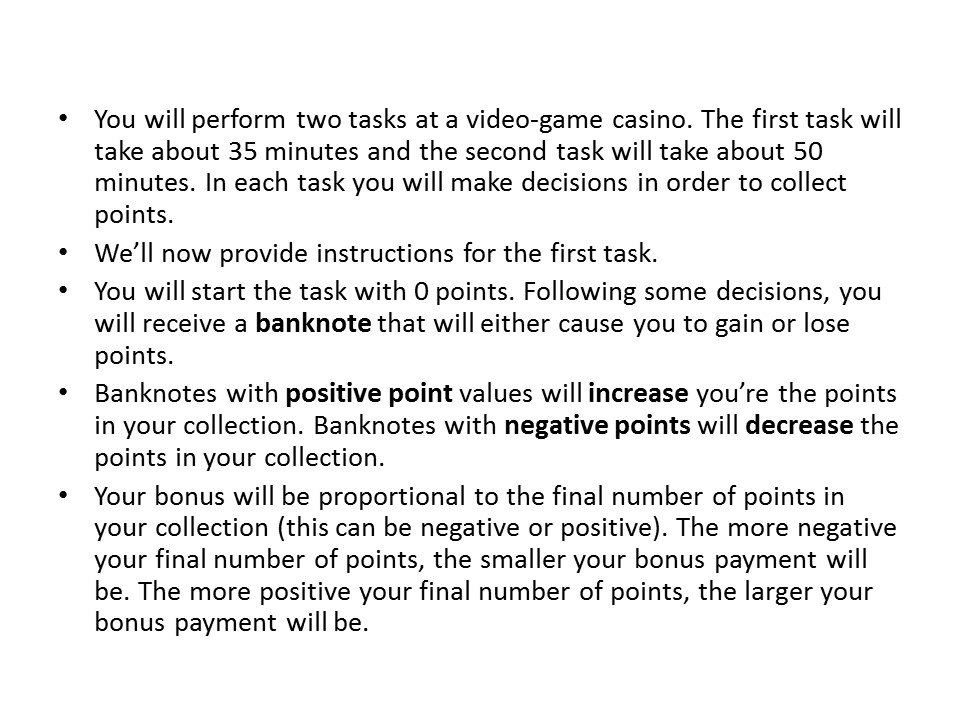 • You will perform two tasks at a video-game casino. The first task will
take about 35 minutes and the second task will take about 50
minutes. In each task you will make decisions in order to collect
points.
• We’ll now provide instructions for the first task.
• You will start the task with 0 points. Following some decisions, you
will receive a banknote that will either cause you to gain or lose
points.
• Banknotes with positive point values will increase you’re the points
in your collection. Banknotes with negative points will decrease the
points in your collection.
• Your bonus will be proportional to the final number of points in
your collection (this can be negative or positive). The more negative
your final number of points, the smaller your bonus payment will
be. The more positive your final number of points, the larger your
bonus payment will be.